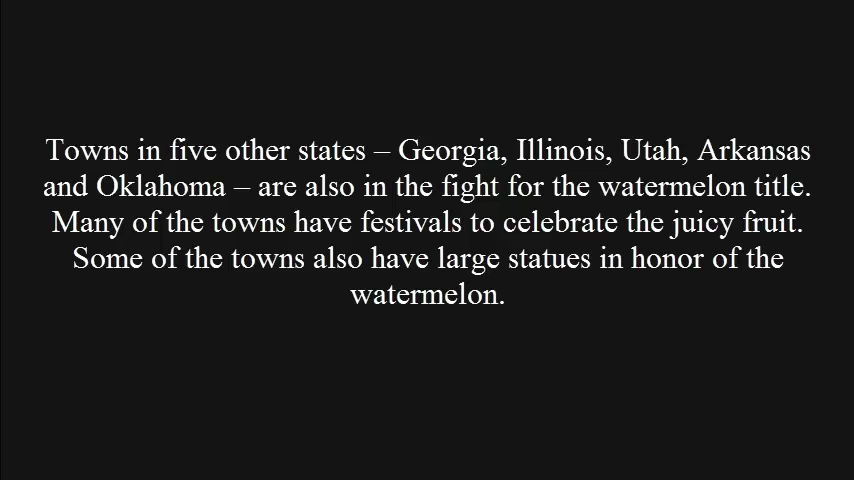 Towns in five other states – Georgia, Illinois, Utah, Arkansas
and Oklahoma – are also in the fight for the watermelon title.
Many of the towns have festivals to celebrate the juicy fruit.
Some of the towns also have large statues in honor of the
watermelon.